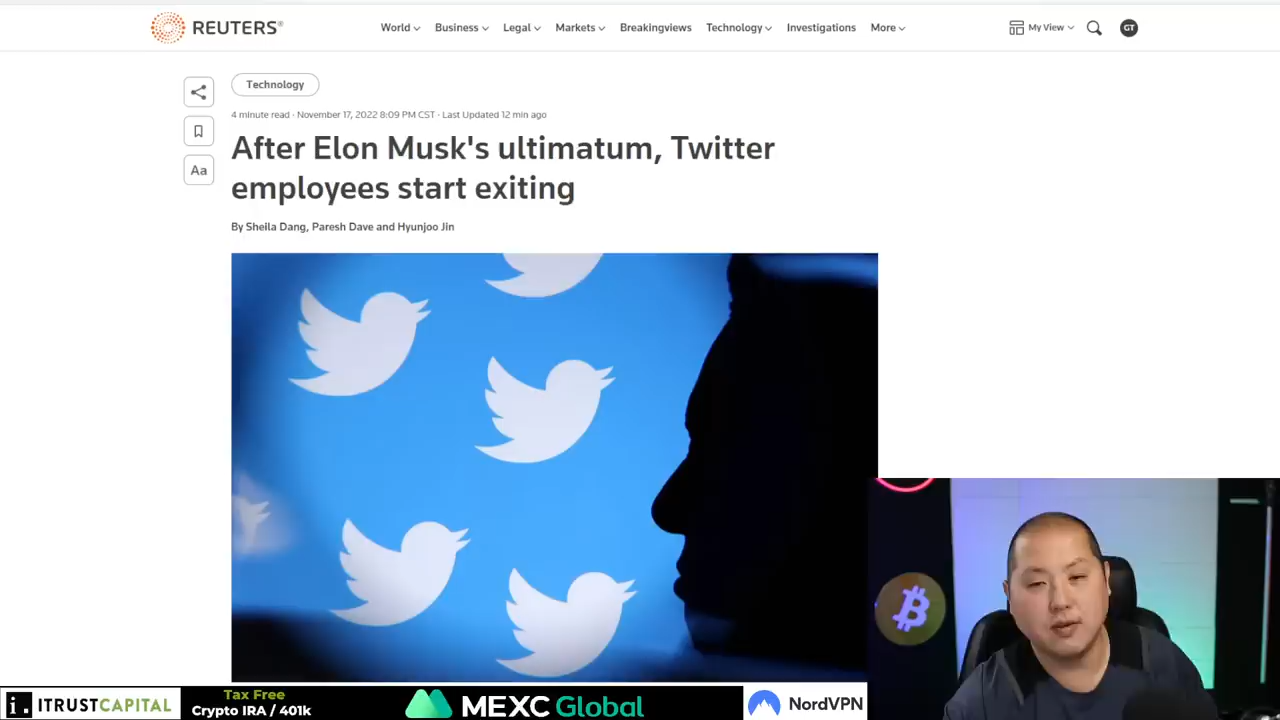 REUTERS®
World Business Legal Markets Breakingviews Technology Investigations More
My View
GT
Technology
4 minute read · November 17, 2022 8:09 PM CST · Last Updated 12 min ago
After Elon Musk's ultimatum, Twitter
employees start exiting
By Sheila Dang, Paresh Dave and Hyunjoo Jin
Aa
i. ITRUSTCAPITAL
Tax Free
Crypto IRA / 401k
MEXC Global
NordVPN